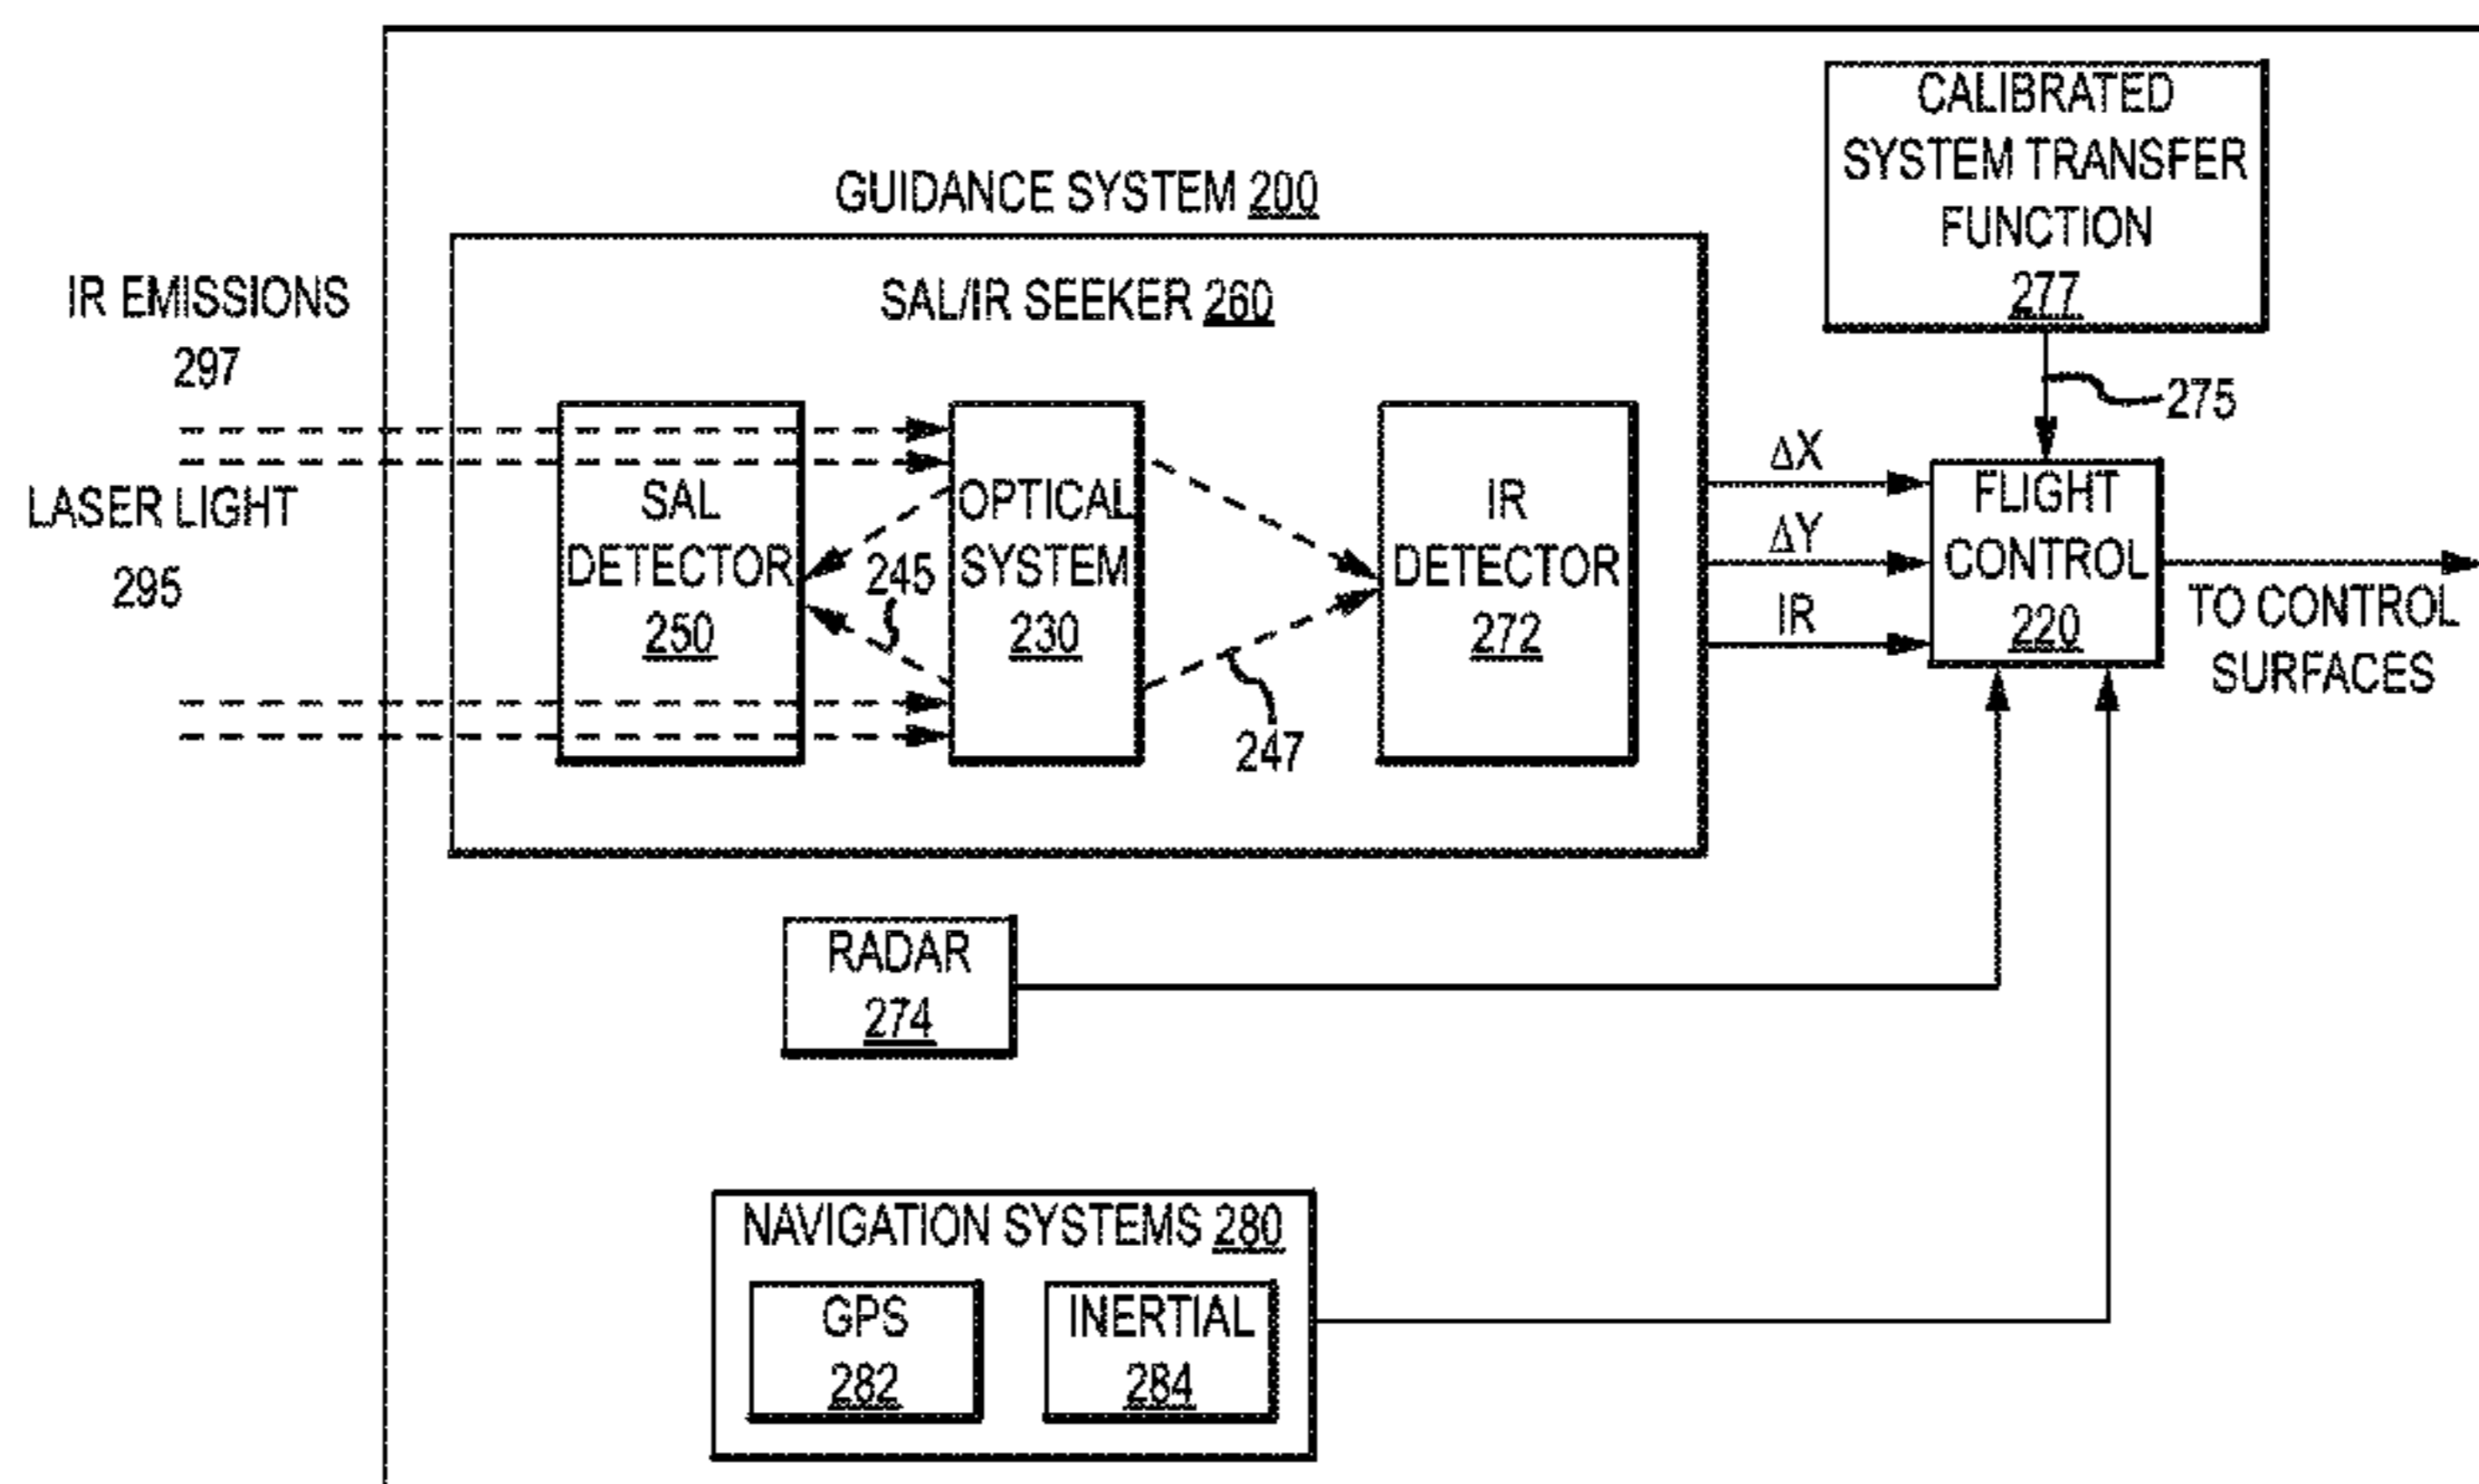 CALIBRATED
SYSTEM TRANSFER
FUNCTION
277
275
GUIDANCE SYSTEM 200
SAL/IR SEEKER 260
IR EMISSIONS
297
LASER LIGHT
295
SAL
DETECTOR
250
245
OPTICAL
SYSTEM
230
247
IR
DETECTOR
272
ΔX
ΔY
IR
FLIGHT
CONTROL
220
TO CONTROL
SURFACES
RADAR
274
NAVIGATION SYSTEMS 280
GPS
282
INERTIAL
284